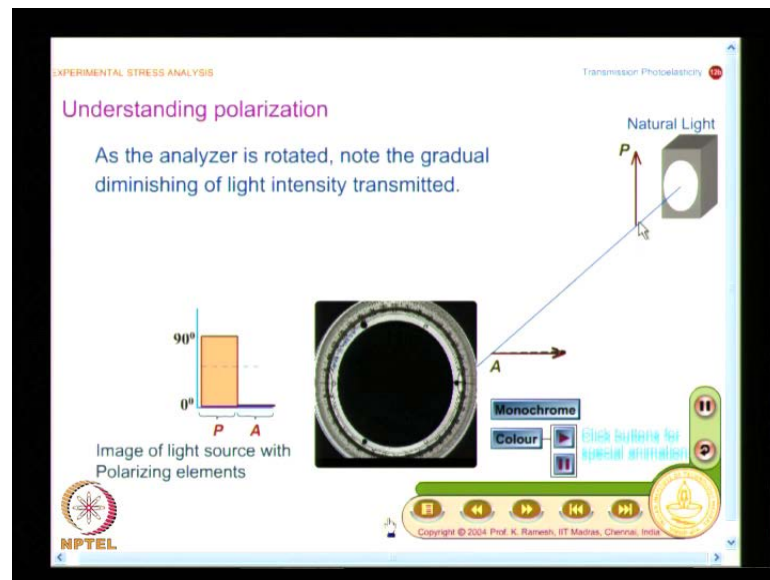 EXPERIMENTAL STRESS ANALYSIS
Transmission Photoelasticity
Understanding polarization
Natural Light
As the analyzer is rotated, note the gradual
diminishing of light intensity transmitted.
P
90⁰
0⁰
A
P A
Image of light source with
Polarizing elements
Monochrome
Colour
Click buttons for
special animation
NPTEL
Copyright © 2004 Prof. K. Ramesh, IIT Madras, Chennai, India